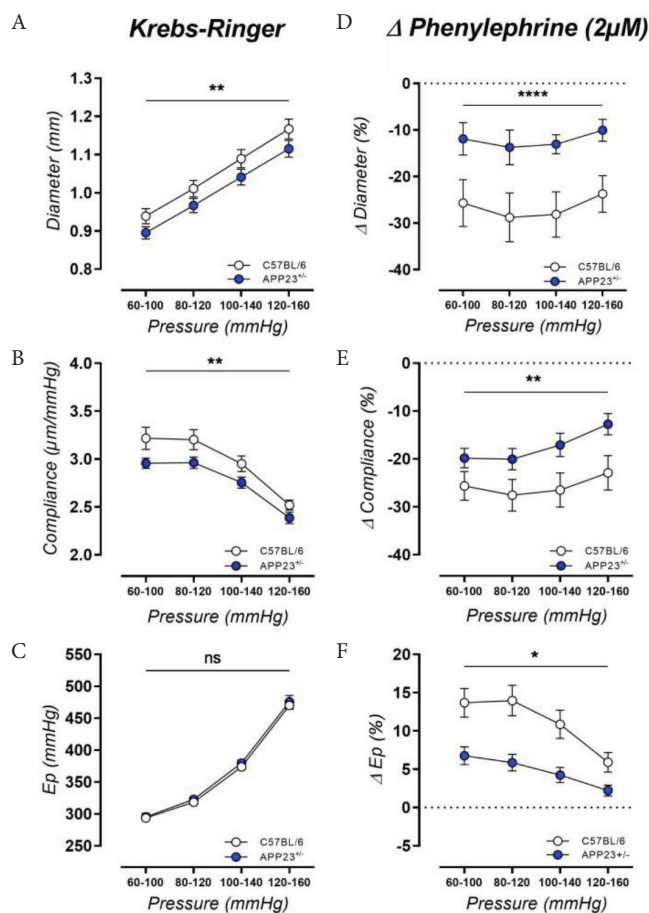 A
Krebs-Ringer
Diameter (mm)
1.3
1.2
1.1
1.0
0.9
0.8
**
C57BL/6
APP23+/-
60-100 80-120 100-140 120-160
Pressure (mmHg)
B
Compliance (µm/mmHg)
4.0
3.5
3.0
2.5
2.0
**
C57BL/6
APP23+/-
60-100 80-120 100-140 120-160
Pressure (mmHg)
C
Ep (mmHg)
550
500
450
400
350
300
250
ns
C57BL/6
APP23+/-
60-100 80-120 100-140 120-160
Pressure (mmHg)
D
Δ Phenylephrine (2µM)
Δ Diameter (%)
0
-10
-20
-30
-40
****
C57BL/6
APP23+/-
60-100 80-120 100-140 120-160
Pressure (mmHg)
E
Δ Compliance (%)
0
-10
-20
-30
-40
**
C57BL/6
APP23+/-
60-100 80-120 100-140 120-160
Pressure (mmHg)
F
Δ Ep (%)
20
15
10
5
0
-5
*
C57BL/6
APP23+/-
60-100 80-120 100-140 120-160
Pressure (mmHg)